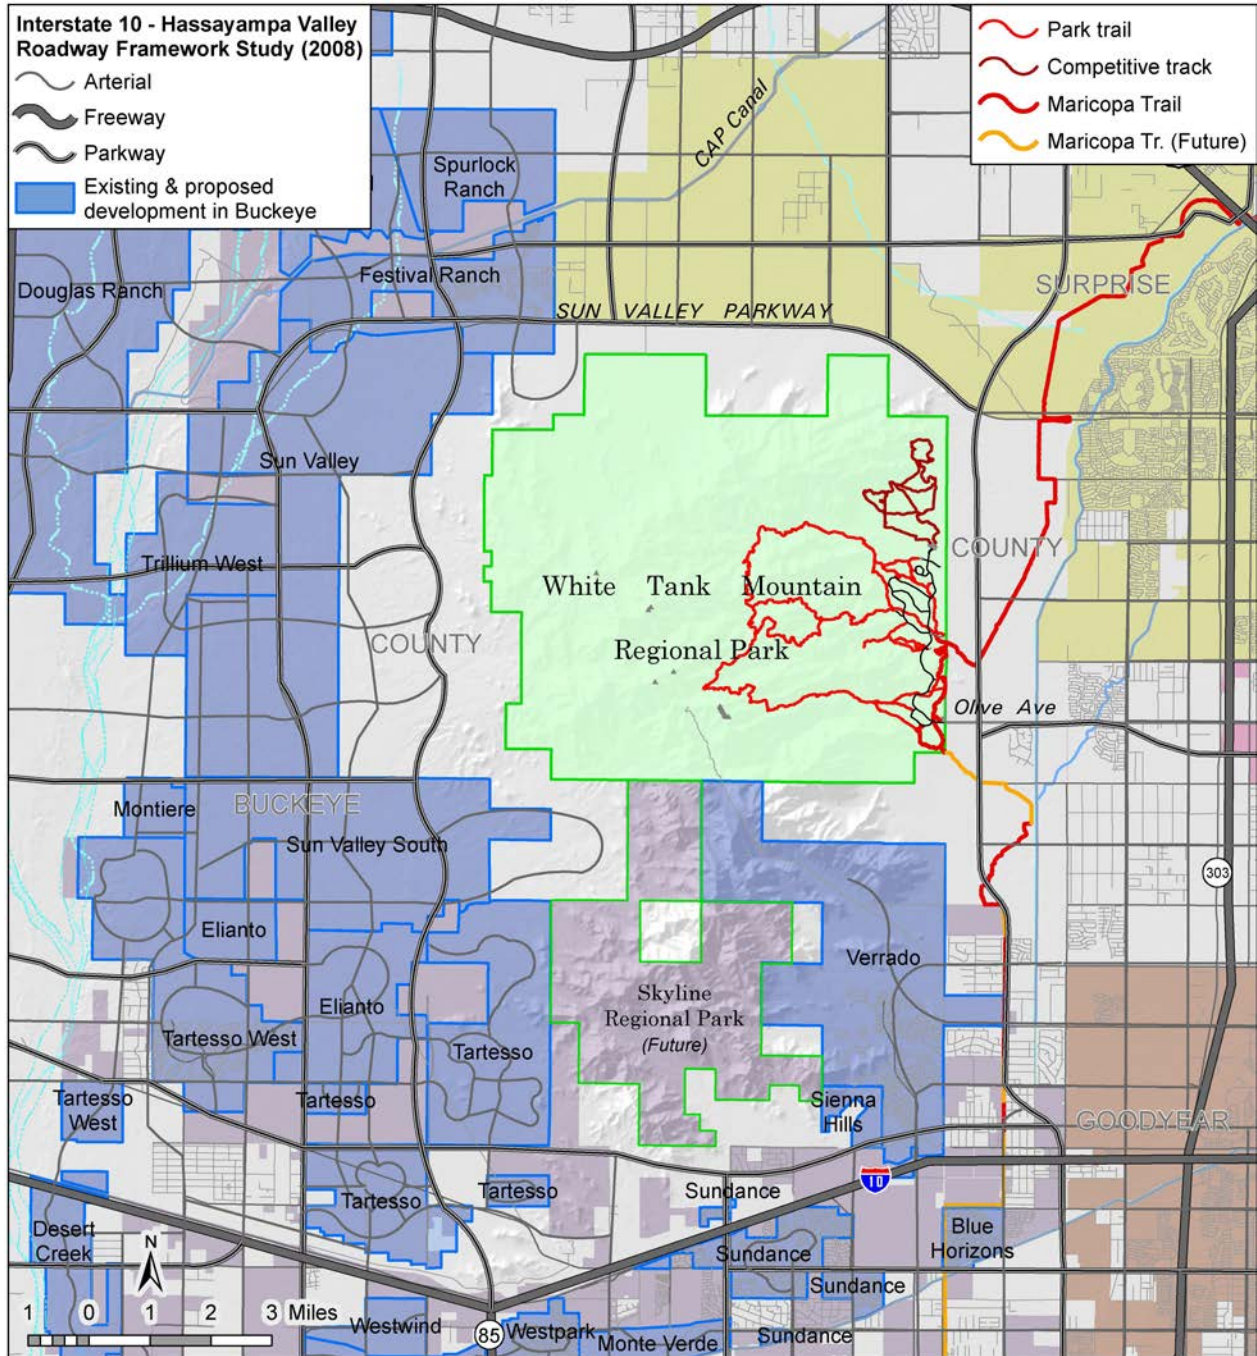 Interstate 10 - Hassayampa Valley
Roadway Framework Study (2008)
Arterial
Freeway
Parkway
Existing & proposed
development in Buckeye
Park trail
Competitive track
Maricopa Trail
Maricopa Tr. (Future)
CAP Canal
Spurlock
Ranch
Festival Ranch
Douglas Ranch
SURPRISE
SUN VALLEY PARKWAY
Sun Valley
COUNTY
Trillium West
White Tank Mountain
Regional Park
COUNTY
Olive Ave
Montiere
BUCKEYE
Sun Valley South
303
Elianto
Verrado
Elianto
Skyline
Regional Park
(Future)
Tartesso West
Tartesso
Tartesso
West
Tartesso
Sienna
Hills
GOODYEAR
10
Tartesso
Tartesso
Sundance
Desert
Creek
Blue
Horizons
Sundance
Sundance
N
1 0 1 2 3 Miles
Westwind
85
Westpark
Monte Verde
Sundance